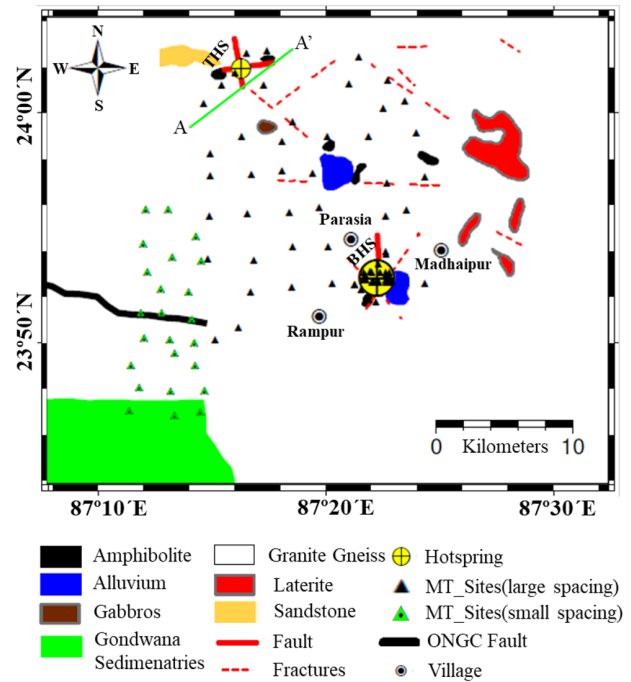 N
W E
S
THS
A'
A
24°00´N
23°50´N
Parasia
BHS
Madhaipur
Rampur
0 Kilometers 10
87°10´E 87°20´E 87°30´E
Amphibolite
Granite Gneiss
Hotspring
Alluvium
Laterite
MT_Sites(large spacing)
Gabbros
Sandstone
MT_Sites(small spacing)
Gondwana
Sedimenatries
Fault
ONGC Fault
Fractures
Village